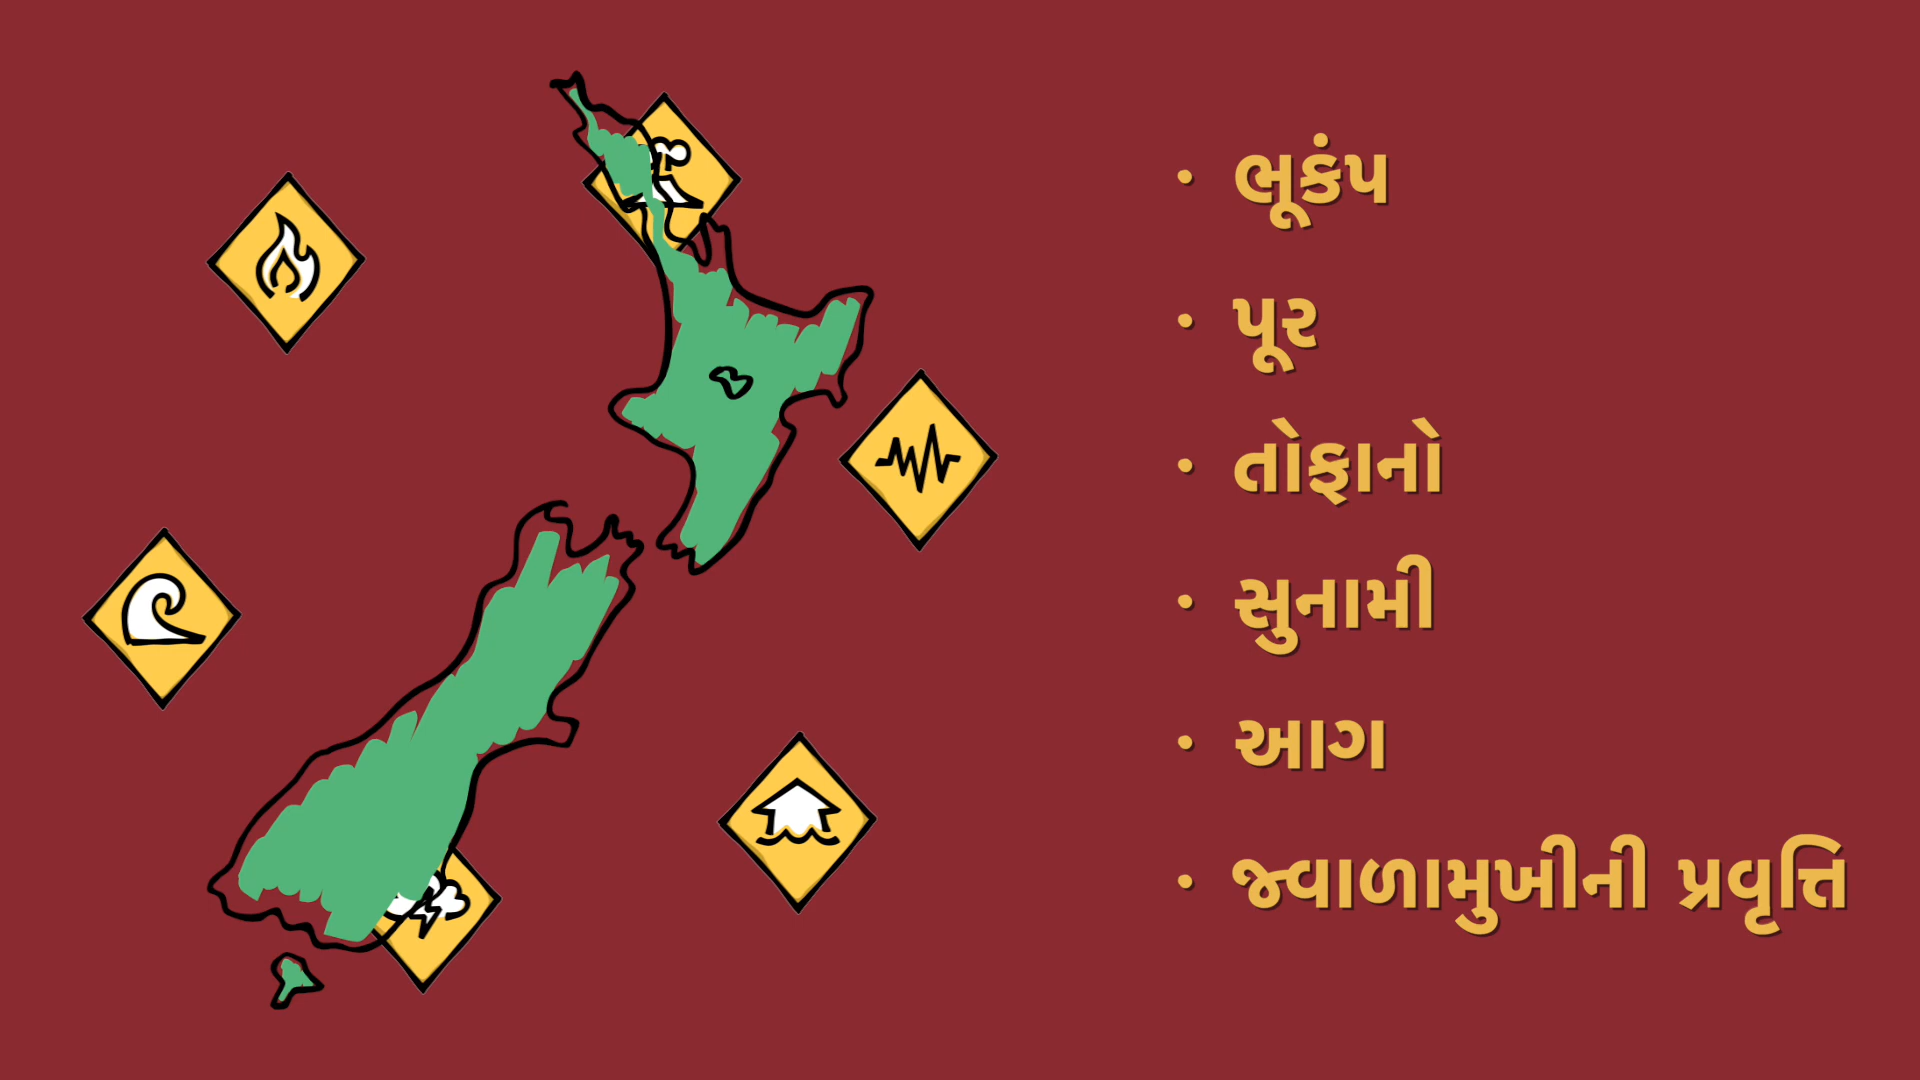 • ભૂકંપ
• પૂર
• તોફાનો
• સુનામી
• આગ
• જ્વાળામુખીની પ્રવૃત્તિ